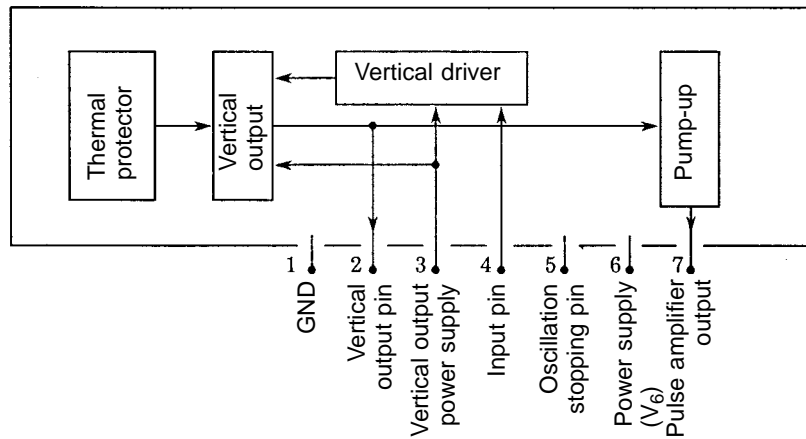 Thermal
protector
Vertical
output
Vertical driver
Pump-up
1
2
3
4
5
6
7
GND
Vertical
output pin
Vertical output
power supply
Input pin
Oscillation
stopping pin
Power supply
(V6)
Pulse amplifier
output